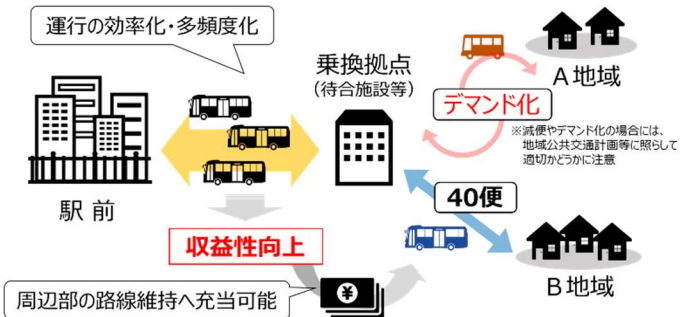 運行の効率化・多頻度化
乗換拠点
（待合施設等）
A地域
デマンド化
※減便やデマンド化の場合には、
地域公共交通計画等に照らして
適切かどうかに注意
駅前
40便
収益性向上
B地域
周辺部の路線維持へ充当可能
¥